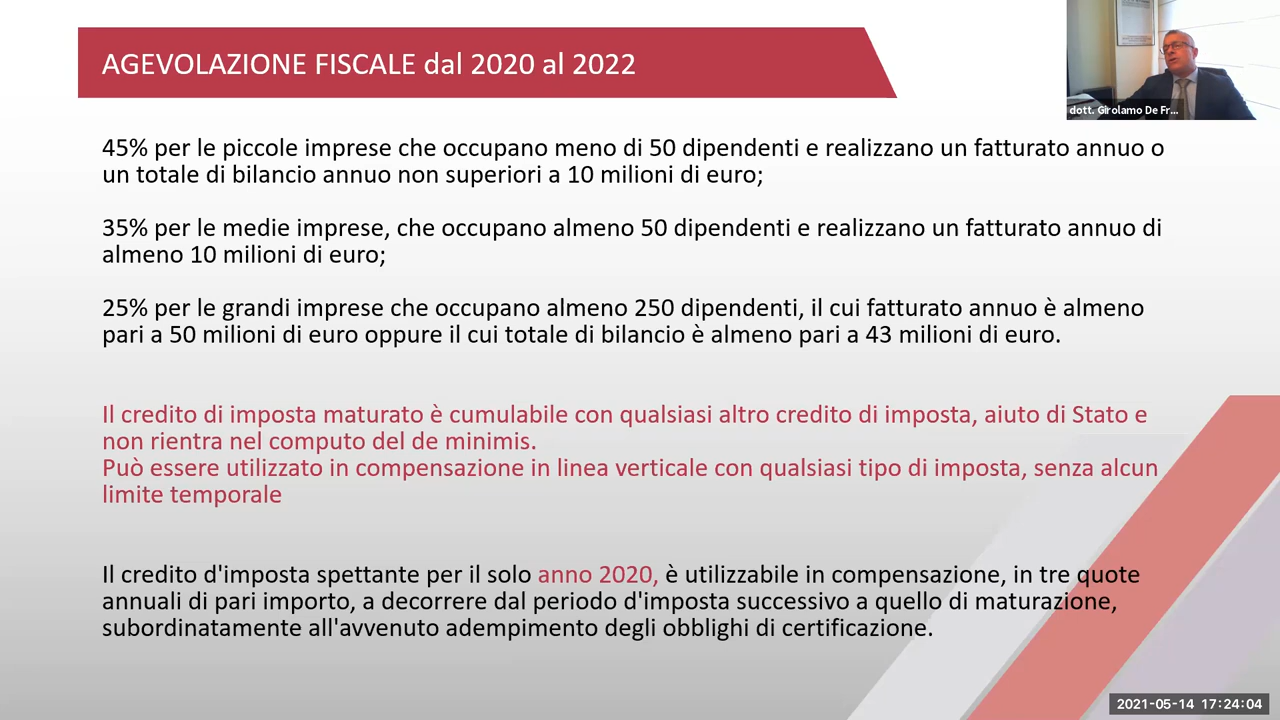 AGEVOLAZIONE FISCALE dal 2020 al 2022
dott. Girolamo De Fr...
45% per le piccole imprese che occupano meno di 50 dipendenti e realizzano un fatturato annuo o
un totale di bilancio annuo non superiori a 10 milioni di euro;
35% per le medie imprese, che occupano almeno 50 dipendenti e realizzano un fatturato annuo di
almeno 10 milioni di euro;
25% per le grandi imprese che occupano almeno 250 dipendenti, il cui fatturato annuo è almeno
pari a 50 milioni di euro oppure il cui totale di bilancio è almeno pari a 43 milioni di euro.
Il credito di imposta maturato è cumulabile con qualsiasi altro credito di imposta, aiuto di Stato e
non rientra nel computo del de minimis.
Può essere utilizzato in compensazione in linea verticale con qualsiasi tipo di imposta, senza alcun
limite temporale
Il credito d'imposta spettante per il solo anno 2020, è utilizzabile in compensazione, in tre quote
annuali di pari importo, a decorrere dal periodo d'imposta successivo a quello di maturazione,
subordinatamente all'avvenuto adempimento degli obblighi di certificazione.
2021-05-14 17:24:04